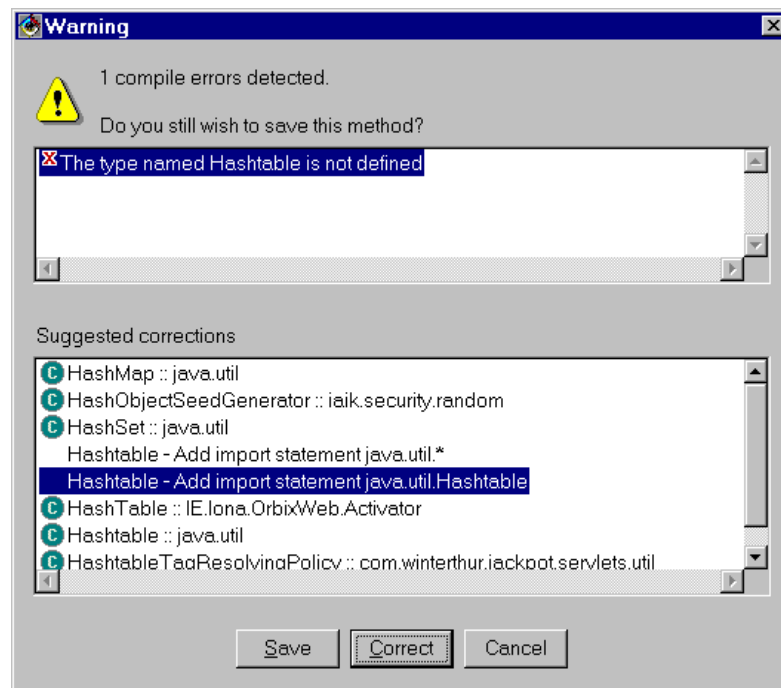 Warning
1 compile errors detected.
Do you still wish to save this method?
The type named Hashtable is not defined
Suggested corrections
C HashMap :: java.util
C HashObjectSeedGenerator :: iaik.security.random
C HashSet :: java.util
Hashtable - Add import statement java.util.*
Hashtable - Add import statement java.util.Hashtable
C HashTable :: IE.Iona.OrbixWeb.Activator
C Hashtable :: java.util
C HashtableTagResolvingPolicy :: com.winterthur.jackpot.servlets.util
Save Correct Cancel